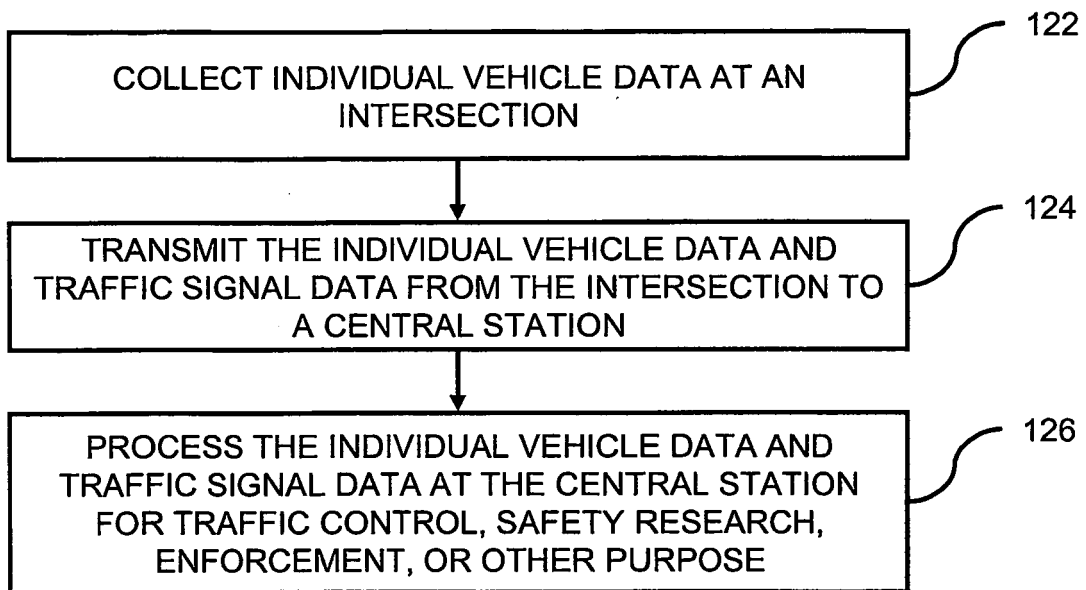 122
COLLECT INDIVIDUAL VEHICLE DATA AT AN
INTERSECTION
124
TRANSMIT THE INDIVIDUAL VEHICLE DATA AND
TRAFFIC SIGNAL DATA FROM THE INTERSECTION TO
A CENTRAL STATION
126
PROCESS THE INDIVIDUAL VEHICLE DATA AND
TRAFFIC SIGNAL DATA AT THE CENTRAL STATION
FOR TRAFFIC CONTROL, SAFETY RESEARCH,
ENFORCEMENT, OR OTHER PURPOSE